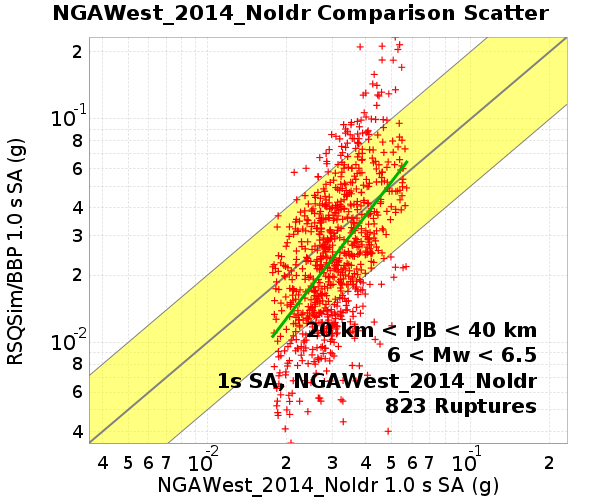 NGAWest_2014_NoIdr Comparison Scatter
RSQSim/BBP 1.0 s SA (g)
2
10-1
8
6
4
3
2
10-2
8
6
4
20 km < rJB < 40 km
6 < Mw < 6.5
1s SA, NGAWest_2014_NoIdr
823 Ruptures
4 5 6 7 10-2 2 3 4 5 6 7 10-1 2
NGAWest_2014_NoIdr 1.0 s SA (g)